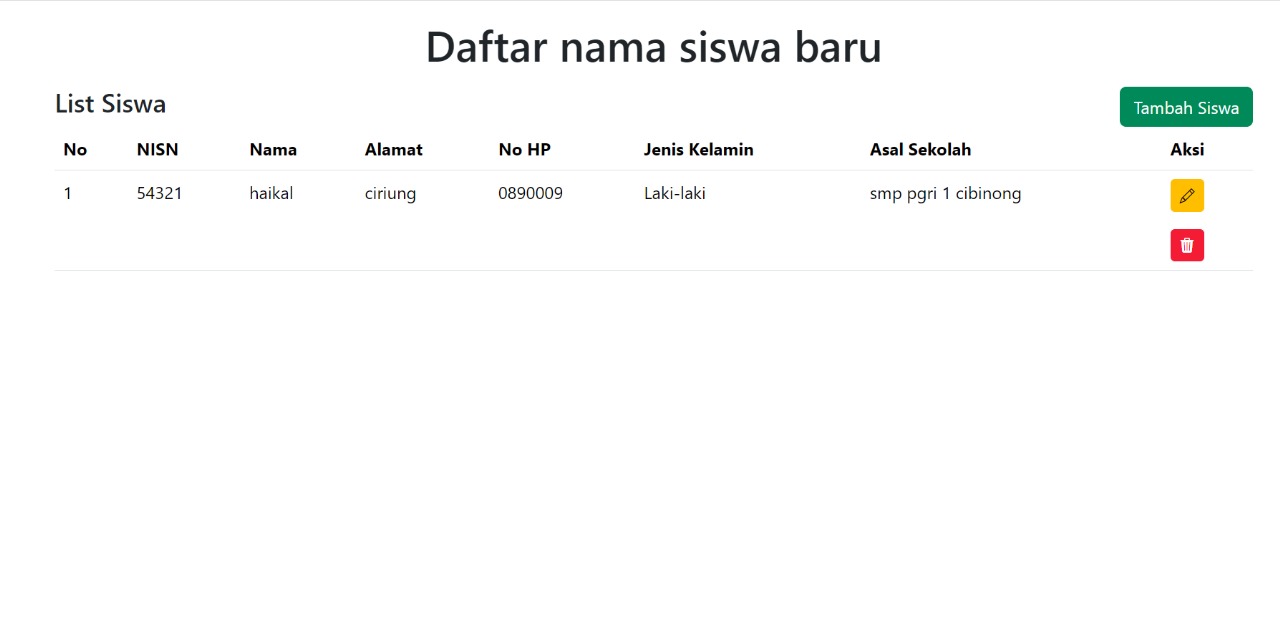 Daftar nama siswa baru
List Siswa
Tambah Siswa
No NISN Nama Alamat No HP Jenis Kelamin Asal Sekolah Aksi
1 54321 haikal ciriung 0890009 Laki-laki smp pgri 1 cibinong